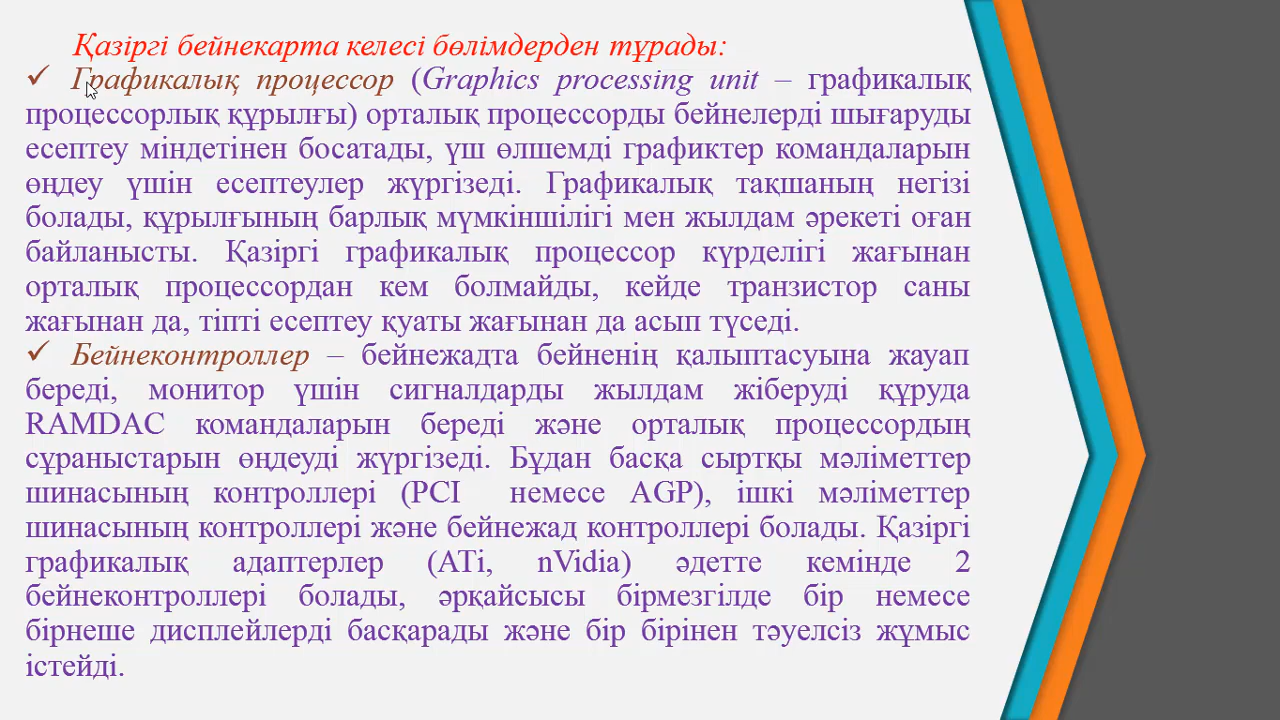 Қазіргі бейнекарта келесі бөлімдерден тұрады:
✓ Графикалық процессор (Graphics processing unit – графикалық
процессорлық құрылғы) орталық процессорды бейнелерді шығаруды
есептеу міндетінен босатады, үш өлшемді графиктер командаларын
өңдеу үшін есептеулер жүргізеді. Графикалық тақшаның негізі
болады, құрылғының барлық мүмкіншілігі мен жылдам әрекеті оған
байланысты. Қазіргі графикалық процессор күрделігі жағынан
орталық процессордан кем болмайды, кейде транзистор саны
жағынан да, тіпті есептеу қуаты жағынан да асып түседі.
✓ Бейнеконтроллер – бейнежадта бейненің қалыптасуына жауап
береді, монитор үшін сигналдарды жылдам жіберуді құруда
RAMDAC командаларын береді және орталық процессордың
сұраныстарын өңдеуді жүргізеді. Бұдан басқа сыртқы мәліметтер
шинасының контроллері (PCI немесе AGP), ішкі мәліметтер
шинасының контроллері және бейнежад контроллері болады. Қазіргі
графикалық адаптерлер (ATi, nVidia) әдетте кемінде 2
бейнеконтроллері болады, әрқайсысы бірмезгілде бір немесе
бірнеше дисплейлерді басқарады және бір бірінен тәуелсіз жұмыс
істейді.